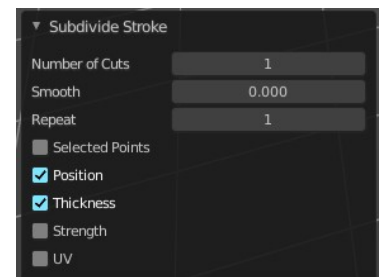 Subdivide Stroke
Number of Cuts 1
Smooth 0.000
Repeat 1
Selected Points
Position
Thickness
Strength
UV